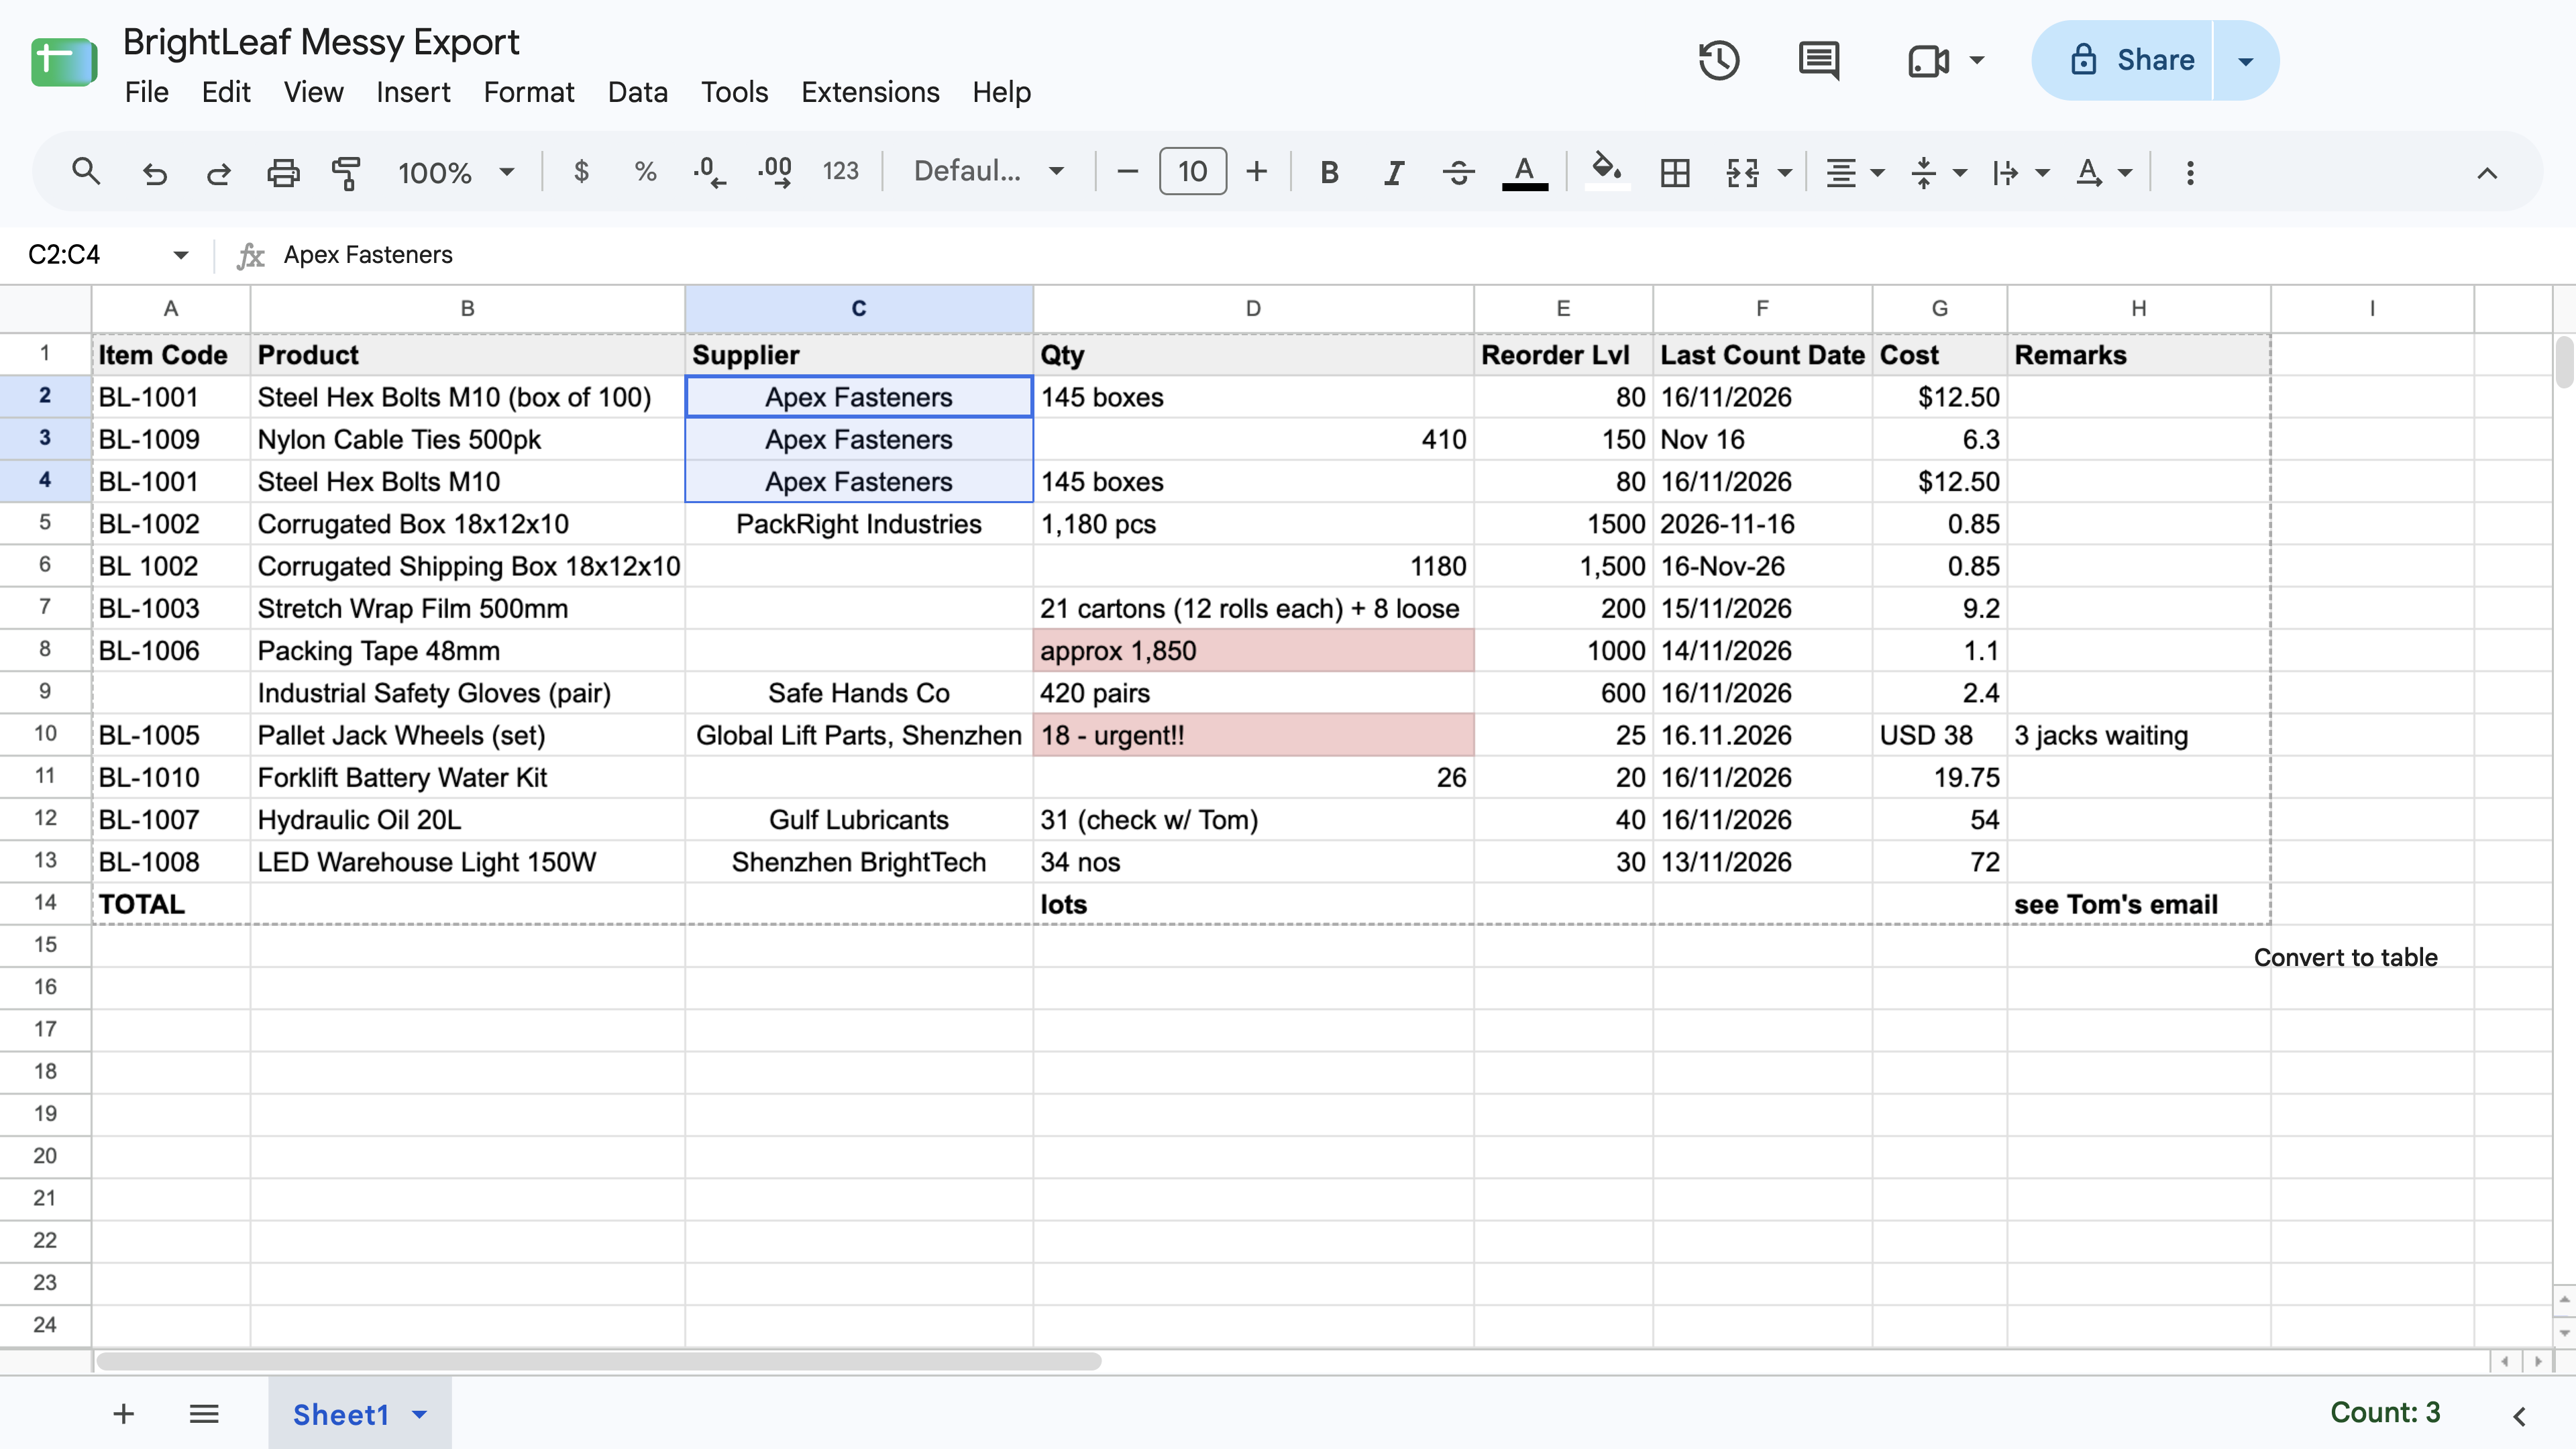 BrightLeaf Messy Export
File Edit View Insert Format Data Tools Extensions Help
Share
100% $ % .0 .00 123 Defaul... 10 B I A A
C2:C4 fx Apex Fasteners
A B C D E F G H I
1 Item Code Product Supplier Qty Reorder Lvl Last Count Date Cost Remarks
2 BL-1001 Steel Hex Bolts M10 (box of 100) Apex Fasteners 145 boxes 80 16/11/2026 $12.50
3 BL-1009 Nylon Cable Ties 500pk Apex Fasteners 410 150 Nov 16 6.3
4 BL-1001 Steel Hex Bolts M10 Apex Fasteners 145 boxes 80 16/11/2026 $12.50
5 BL-1002 Corrugated Box 18x12x10 PackRight Industries 1,180 pcs 1500 2026-11-16 0.85
6 BL 1002 Corrugated Shipping Box 18x12x10 1180 1,500 16-Nov-26 0.85
7 BL-1003 Stretch Wrap Film 500mm 21 cartons (12 rolls each) + 8 loose 200 15/11/2026 9.2
8 BL-1006 Packing Tape 48mm approx 1,850 1000 14/11/2026 1.1
9 Industrial Safety Gloves (pair) Safe Hands Co 420 pairs 600 16/11/2026 2.4
10 BL-1005 Pallet Jack Wheels (set) Global Lift Parts, Shenzhen 18 - urgent!! 25 16.11.2026 USD 38 3 jacks waiting
11 BL-1010 Forklift Battery Water Kit 26 20 16/11/2026 19.75
12 BL-1007 Hydraulic Oil 20L Gulf Lubricants 31 (check w/ Tom) 40 16/11/2026 54
13 BL-1008 LED Warehouse Light 150W Shenzhen BrightTech 34 nos 30 13/11/2026 72
14 TOTAL lots see Tom's email
15
Convert to table
16
17
18
19
20
21
22
23
24
Sheet1 Count: 3